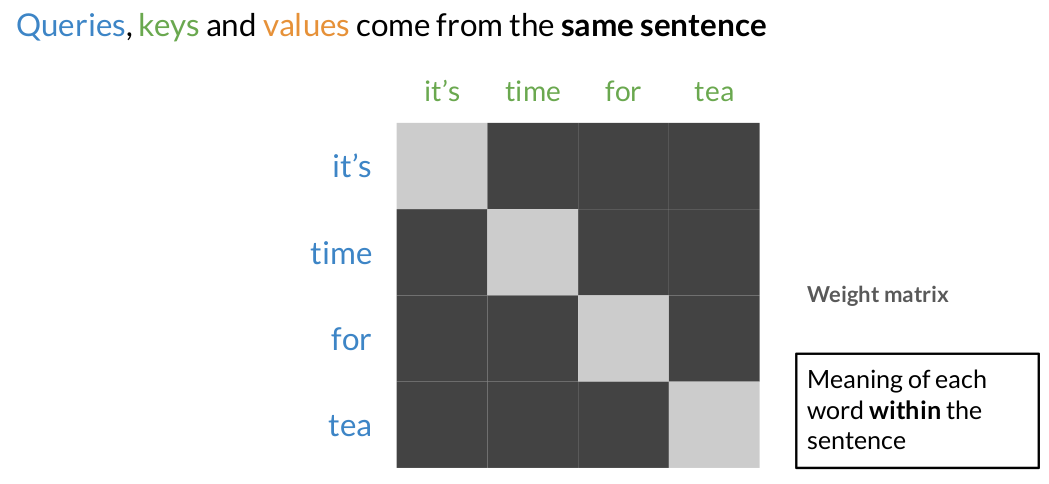 Queries, keys and values come from the same sentence
it’s time for tea
it’s
time
for
tea
Weight matrix
Meaning of each
word within the
sentence